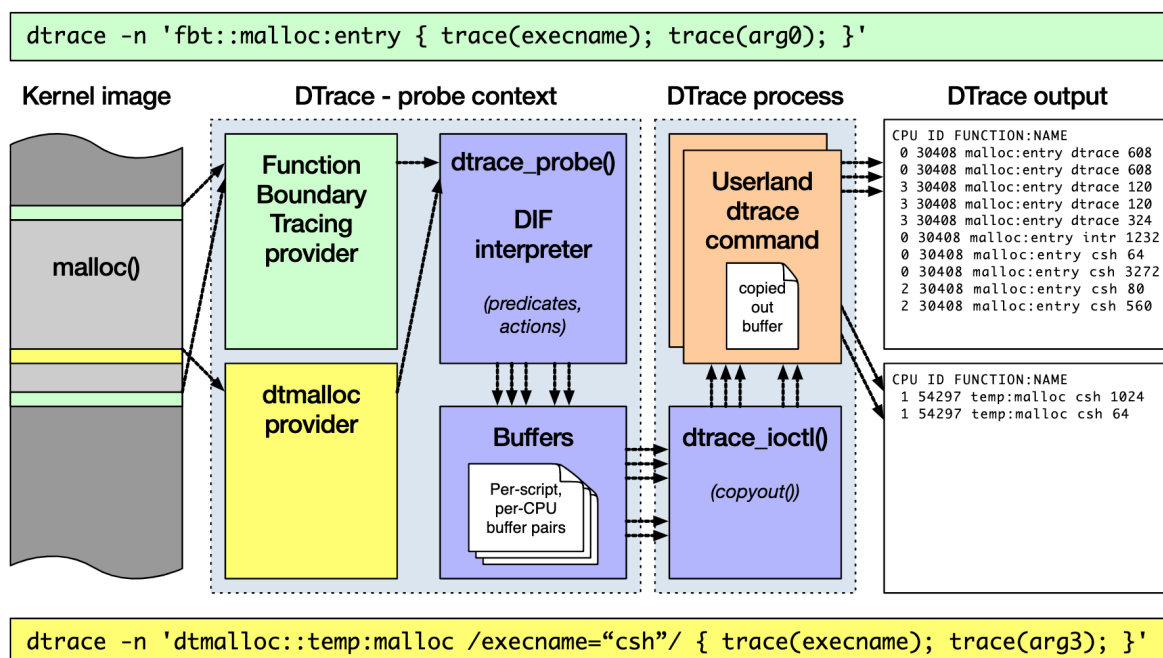 dtrace -n 'fbt::malloc:entry { trace(execname); trace(arg0); }'
Kernel image
DTrace - probe context
DTrace process
DTrace output
malloc()
Function
Boundary
Tracing
provider
dtmalloc
provider
dtrace_probe()
DIF
interpreter
(predicates,
actions)
Buffers
Per-script,
per-CPU
buffer pairs
Userland
dtrace
command
copied
out
buffer
dtrace_ioctl()
(copyout())
CPU ID FUNCTION:NAME
0 30408 malloc:entry dtrace 608
0 30408 malloc:entry dtrace 608
3 30408 malloc:entry dtrace 120
3 30408 malloc:entry dtrace 120
3 30408 malloc:entry dtrace 324
0 30408 malloc:entry intr 1232
0 30408 malloc:entry csh 64
0 30408 malloc:entry csh 3272
2 30408 malloc:entry csh 80
2 30408 malloc:entry csh 560
CPU ID FUNCTION:NAME
1 54297 temp:malloc csh 1024
1 54297 temp:malloc csh 64
dtrace -n 'dtmalloc::temp:malloc /execname=“csh”/ { trace(execname); trace(arg3); }'